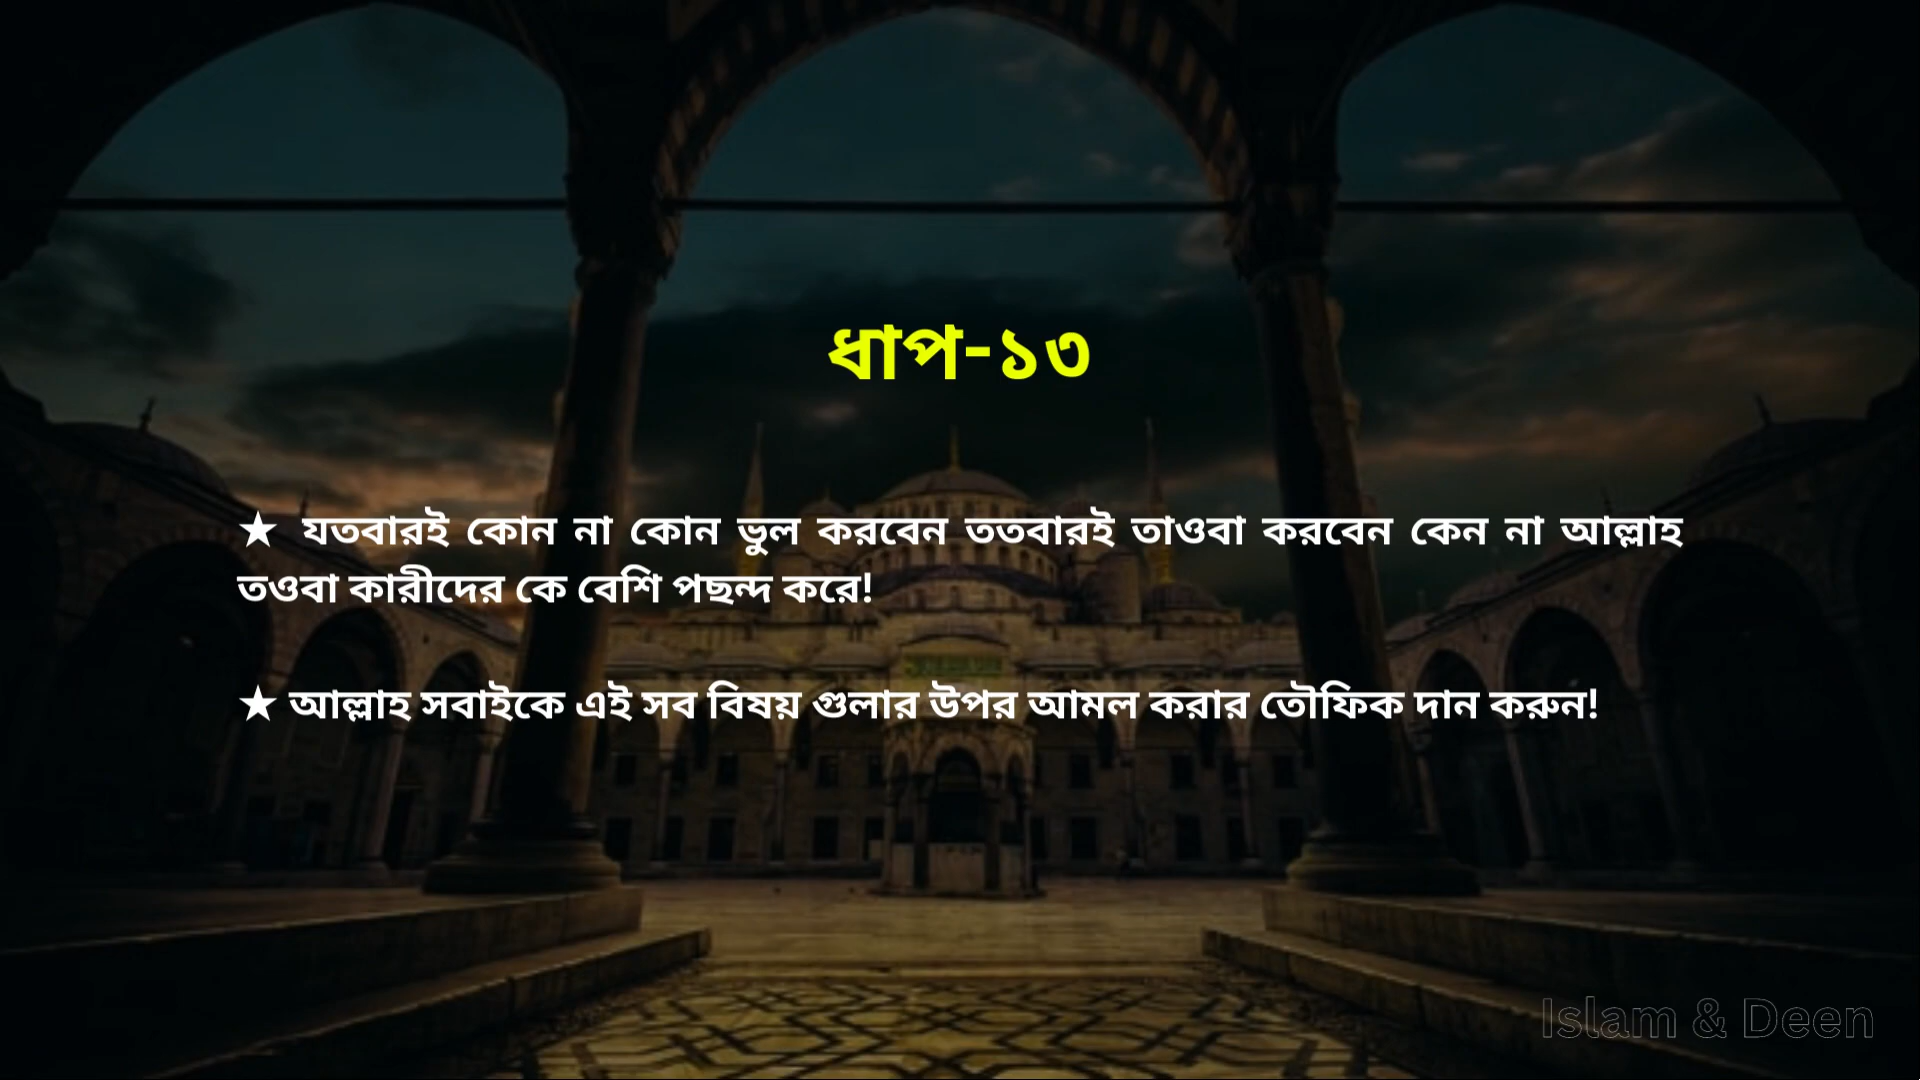 ধাপ-১৩
★ যতবারই কোন না কোন ভুল করবেন ততবারই তাওবা করবেন কেন না আল্লাহ
তওবা কারীদের কে বেশি পছন্দ করে!
★ আল্লাহ সবাইকে এই সব বিষয় গুলার উপর আমল করার তৌফিক দান করুন!
Islam & Deen